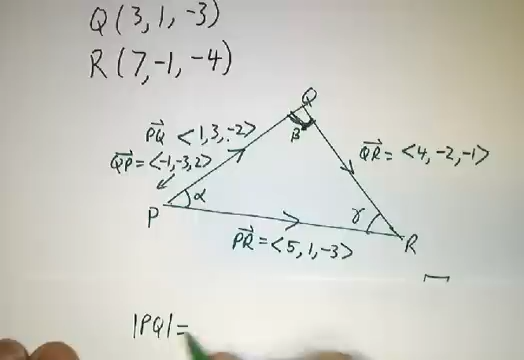 Q(3,1,-3)
R(7,-1,-4)
Q
PQ <1,3,-2>
β
QP=<-1,-3,2>
QR=<4,-2,-1>
α
P
γ
R
PR=<5,1,-3>
|PQ|=